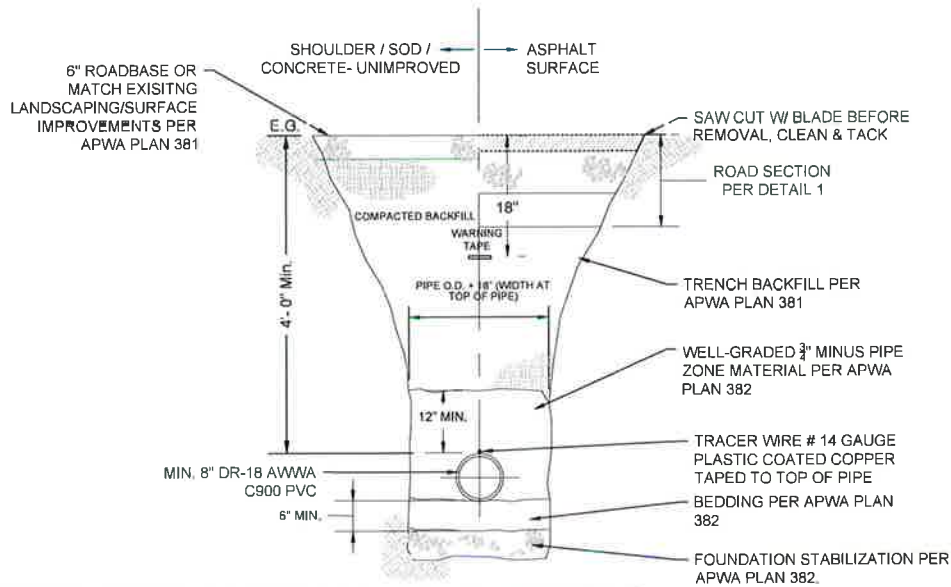 SHOULDER / SOD /
CONCRETE- UNIMPROVED
ASPHALT
SURFACE
6" ROADBASE OR
MATCH EXISITNG
LANDSCAPING/SURFACE
IMPROVEMENTS PER
APWA PLAN 381
E.G.
SAW CUT W/ BLADE BEFORE
REMOVAL, CLEAN & TACK
ROAD SECTION
PER DETAIL 1
18"
COMPACTED BACKFILL
WARNING
TAPE
4'- 0" Min.
PIPE O.D. + 18" (WIDTH AT
TOP OF PIPE)
TRENCH BACKFILL PER
APWA PLAN 381
WELL-GRADED 3/4" MINUS PIPE
ZONE MATERIAL PER APWA
PLAN 382
12" MIN.
TRACER WIRE # 14 GAUGE
PLASTIC COATED COPPER
TAPED TO TOP OF PIPE
MIN. 8" DR-18 AWWA
C900 PVC
6" MIN.
BEDDING PER APWA PLAN
382
FOUNDATION STABILIZATION PER
APWA PLAN 382.